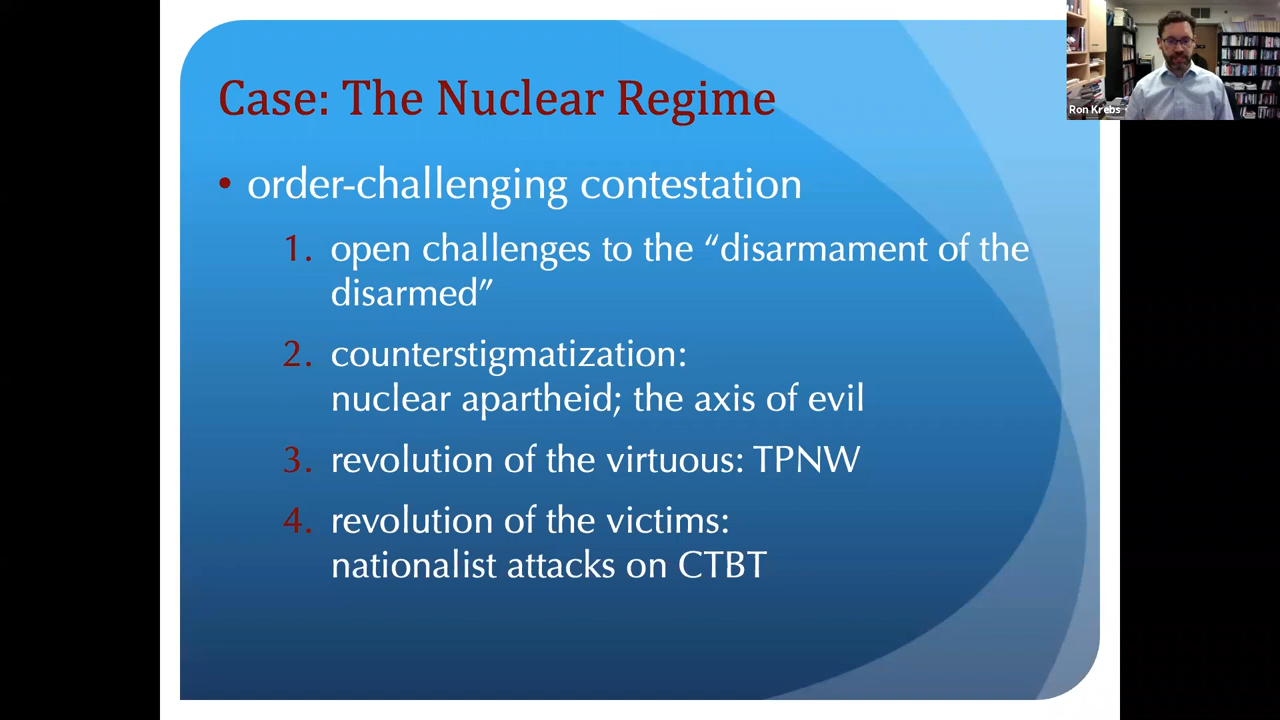 Case: The Nuclear Regime
• order-challenging contestation
1. open challenges to the “disarmament of the
disarmed”
2. counterstigmatization:
nuclear apartheid; the axis of evil
3. revolution of the virtuous: TPNW
4. revolution of the victims:
nationalist attacks on CTBT
Ron Krebs